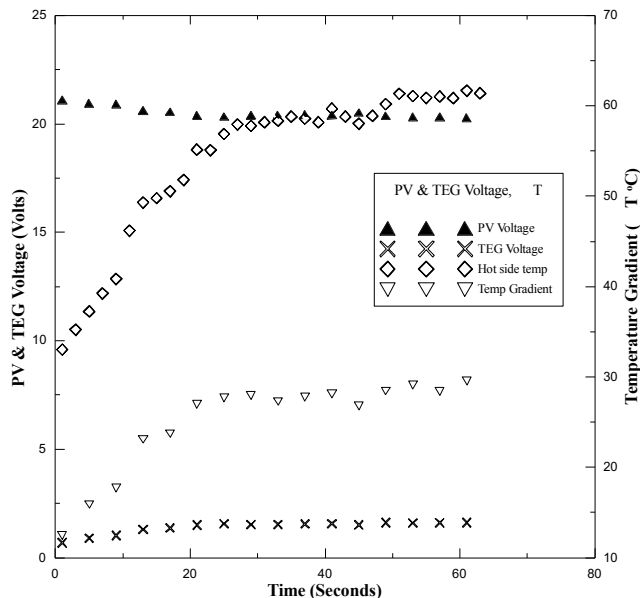 25
20
15
10
5
0
PV & TEG Voltage (Volts)
70
60
50
40
30
20
10
Temperature Gradient ( T oC)
PV & TEG Voltage, T
PV Voltage
TEG Voltage
Hot side temp
Temp Gradient
0 20 40 60 80
Time (Seconds)